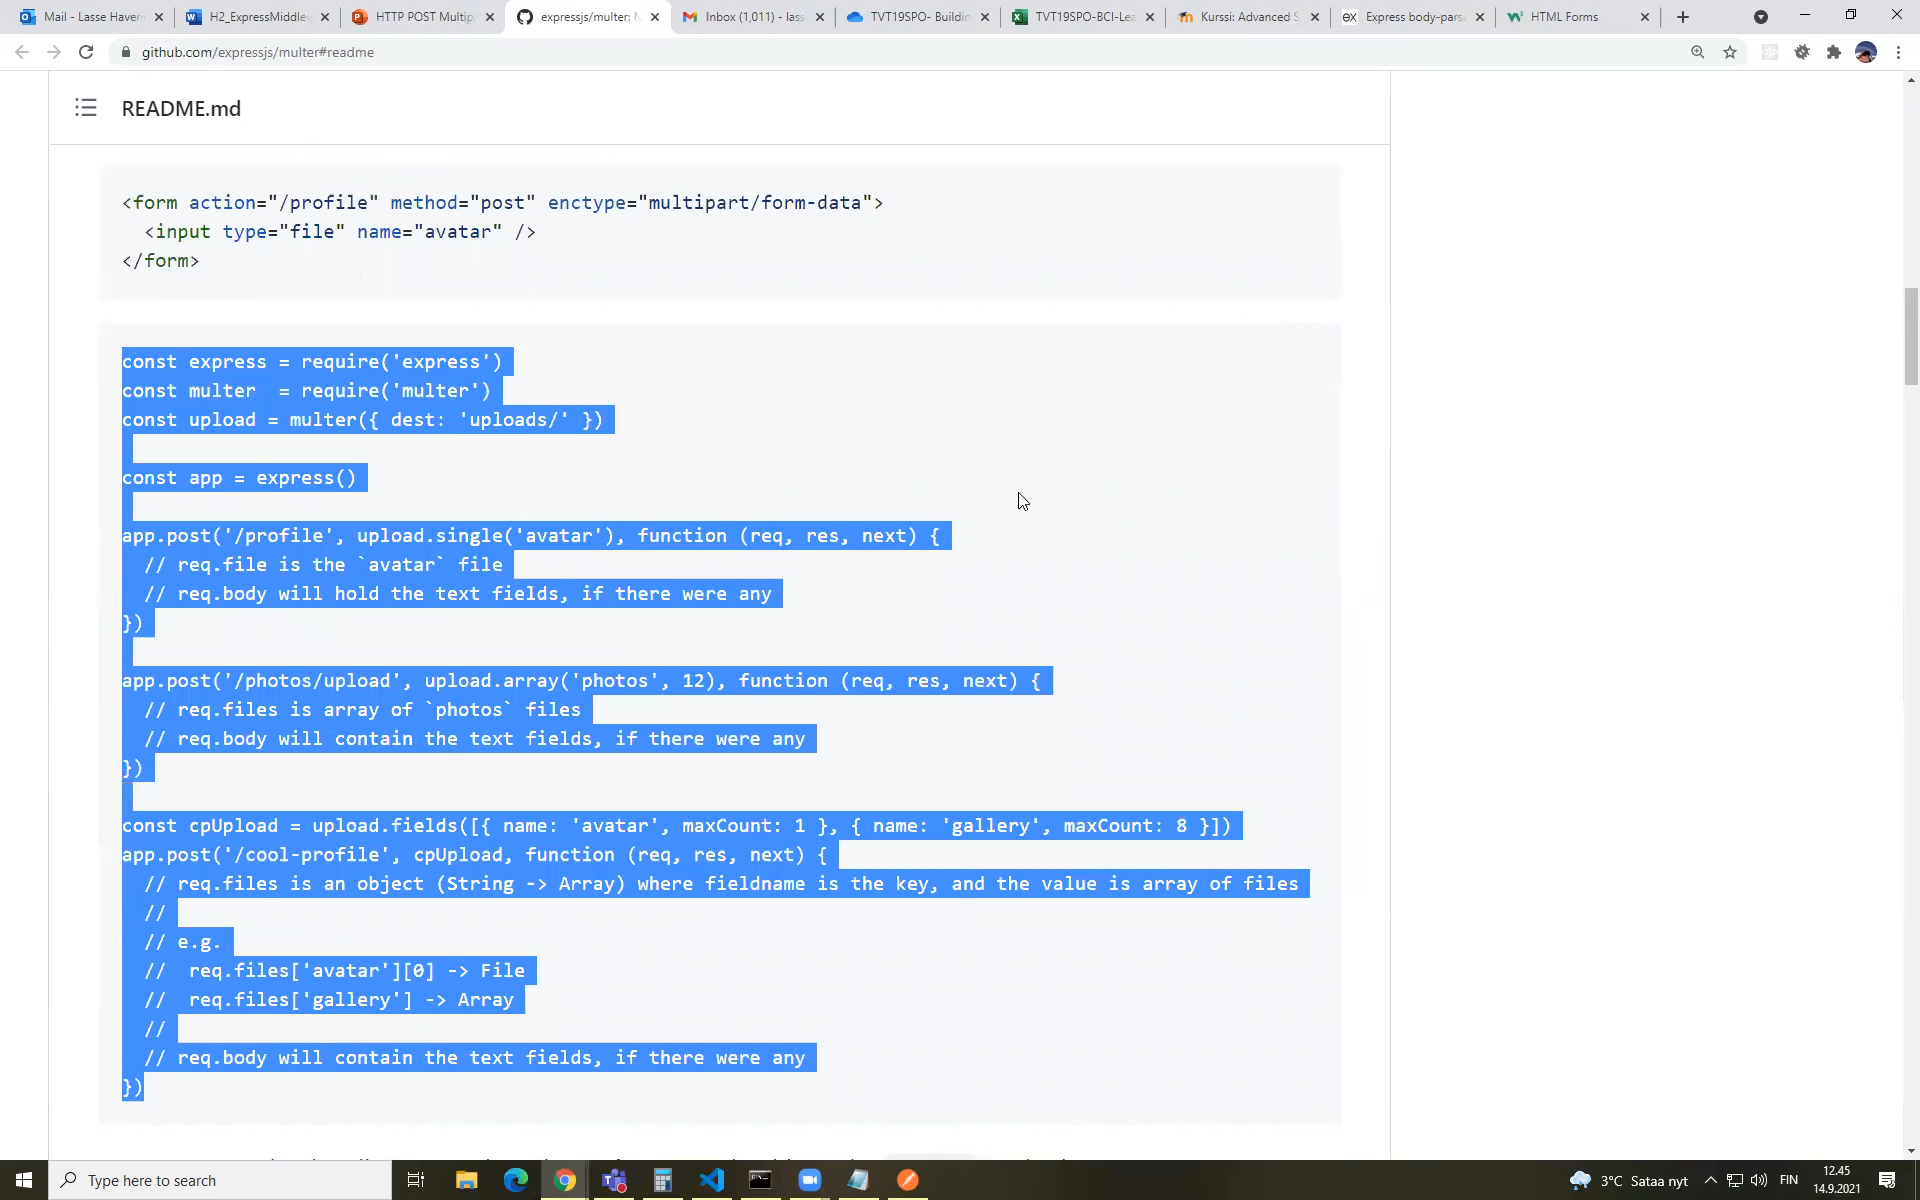 Mail - Lasse Haver
H2_ExpressMiddle
HTTP POST Multip
expressjs/multer: N
Inbox (1,011) - lass
TVT19SPO- Buildin
TVT19SPO-BCI-Lea
Kurssi: Advanced S
Express body-pars
HTML Forms
github.com/expressjs/multer#readme
README.md
<form action="/profile" method="post" enctype="multipart/form-data">
<input type="file" name="avatar" />
</form>
const express = require('express')
const multer  = require('multer')
const upload = multer({ dest: 'uploads/' })
const app = express()
app.post('/profile', upload.single('avatar'), function (req, res, next) {
// req.file is the `avatar` file
// req.body will hold the text fields, if there were any
})
app.post('/photos/upload', upload.array('photos', 12), function (req, res, next) {
// req.files is array of `photos` files
// req.body will contain the text fields, if there were any
})
const cpUpload = upload.fields([{ name: 'avatar', maxCount: 1 }, { name: 'gallery', maxCount: 8 }])
app.post('/cool-profile', cpUpload, function (req, res, next) {
// req.files is an object (String -> Array) where fieldname is the key, and the value is array of files
//
// e.g.
//  req.files['avatar'][0] -> File
//  req.files['gallery'] -> Array
//
// req.body will contain the text fields, if there were any
})
Type here to search
3°C Sataa nyt
FIN
12.45
14.9.2021